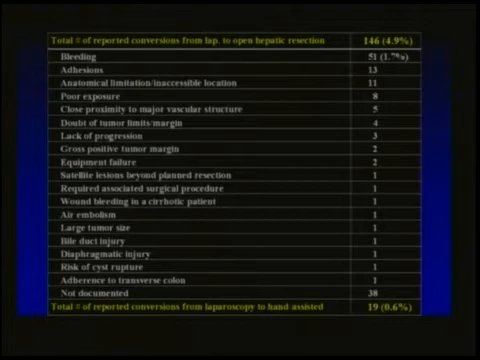 Total # of reported conversions from lap. to open hepatic resection 146 (4.9%)
Bleeding 51 (1.7%)
Adhesions 13
Anatomical limitation/inaccessible location 11
Poor exposure 8
Close proximity to major vascular structure 5
Doubt of tumor limits/margin 4
Lack of progression 3
Gross positive tumor margin 2
Equipment failure 2
Satellite lesions beyond planned resection 1
Required associated surgical procedure 1
Wound bleeding in a cirrhotic patient 1
Air embolism 1
Large tumor size 1
Bile duct injury 1
Diaphragmatic injury 1
Risk of cyst rupture 1
Adherence to transverse colon 1
Not documented 38
Total # of reported conversions from laparoscopy to hand-assisted 19 (0.6%)